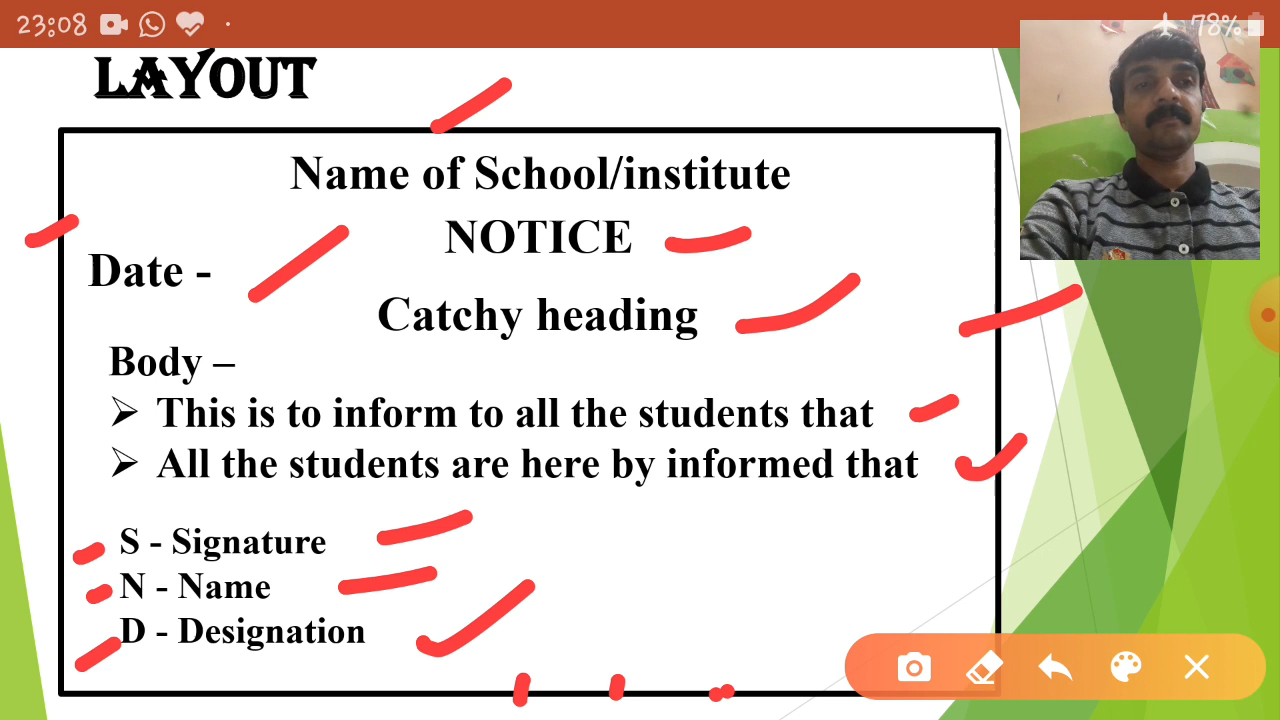 23:08
78%
LAYOUT
Name of School/institute
NOTICE
Date -
Catchy heading
Body –
➢ This is to inform to all the students that
➢ All the students are here by informed that
S - Signature
N - Name
D - Designation